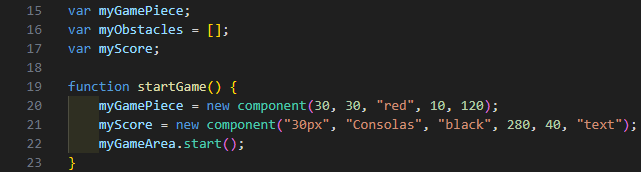 15 var myGamePiece;
16 var myObstacles = [];
17 var myScore;
18
19 function startGame() {
20     myGamePiece = new component(30, 30, "red", 10, 120);
21     myScore = new component("30px", "Consolas", "black", 280, 40, "text");
22     myGameArea.start();
23 }